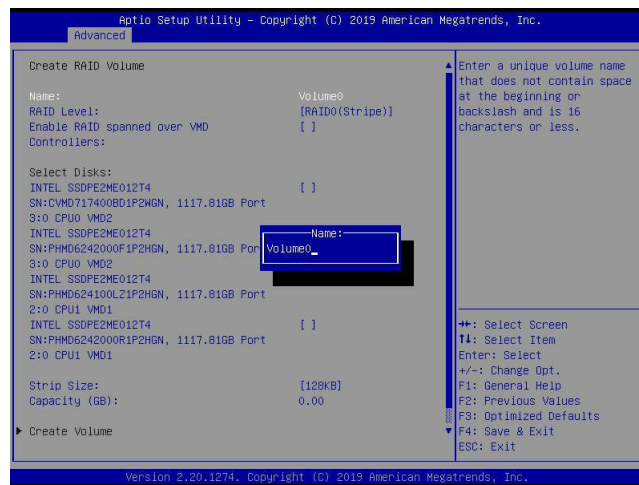 Aptio Setup Utility - Copyright (C) 2019 American Megatrends, Inc.
Advanced
Create RAID Volume
Name: Volume0
RAID Level: [RAID0(Stripe)]
Enable RAID spanned over VMD [ ]
Controllers:
Select Disks:
INTEL SSDPE2ME012T4 [ ]
SN:CVMD717400BD1P2WGN, 1117.81GB Port
3:0 CPU0 VMD2
INTEL SSDPE2ME012T4
SN:PHMD6242000F1P2HGN, 1117.81GB Por
3:0 CPU0 VMD2
INTEL SSDPE2ME012T4
SN:PHMD624100LZ1P2HGN, 1117.81GB Port
2:0 CPU1 VMD1
INTEL SSDPE2ME012T4 [ ]
SN:PHMD6242000R1P2HGN, 1117.81GB Port
2:0 CPU1 VMD1
Strip Size: [128KB]
Capacity (GB): 0.00
Create Volume
Name:
Volume0_
Enter a unique volume name
that does not contain space
at the beginning or
backslash and is 16
characters or less.
→←: Select Screen
↑↓: Select Item
Enter: Select
+/-: Change Opt.
F1: General Help
F2: Previous Values
F3: Optimized Defaults
F4: Save & Exit
ESC: Exit
Version 2.20.1274. Copyright (C) 2019 American Megatrends, Inc.